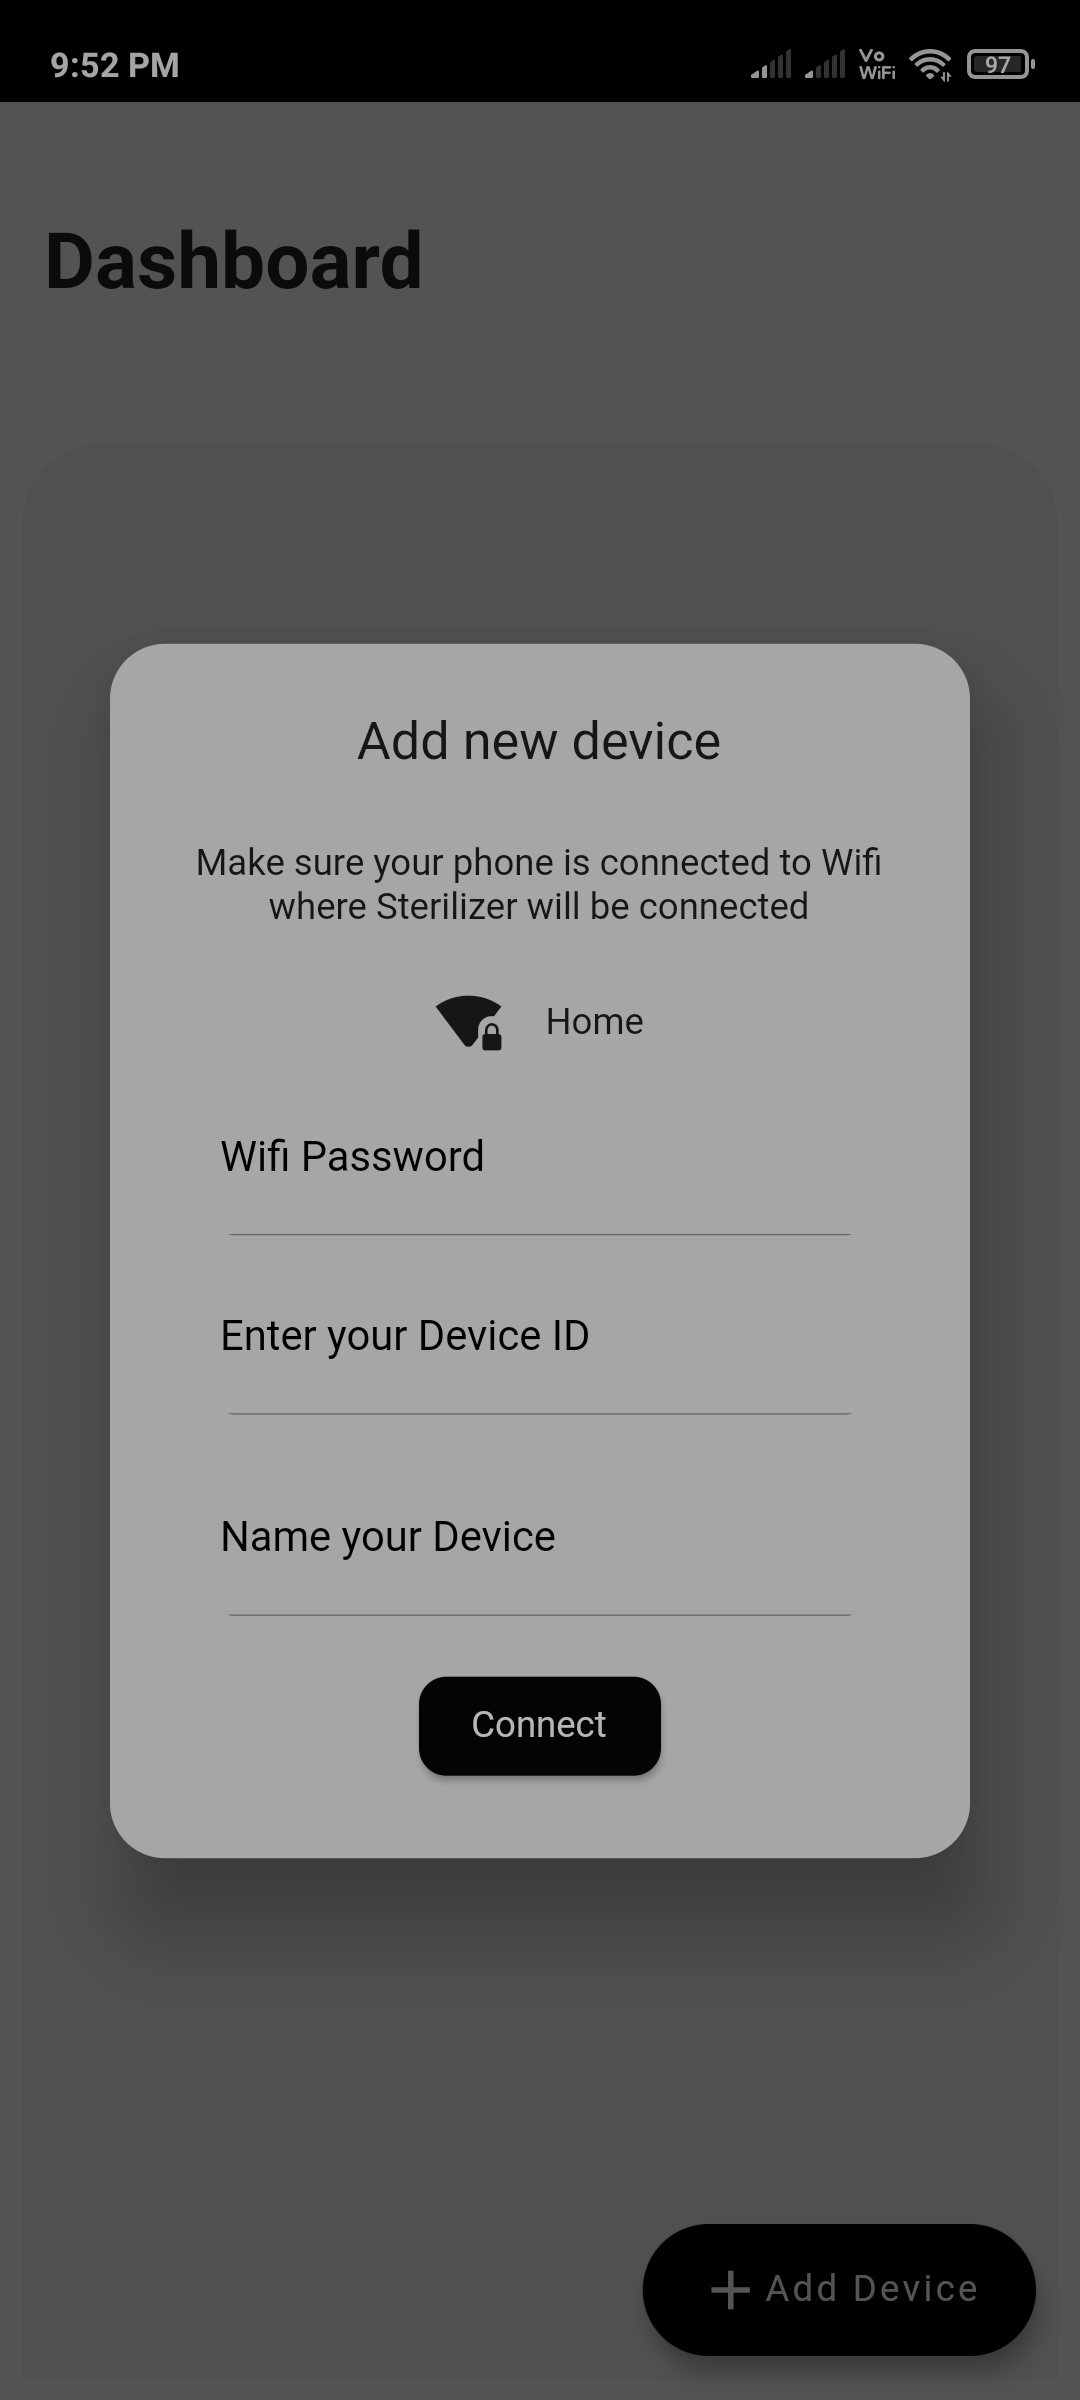 9:52 PM
Vo
WiFi
97
Dashboard
Add new device
Make sure your phone is connected to Wifi
where Sterilizer will be connected
Home
Wifi Password
Enter your Device ID
Name your Device
Connect
Add Device